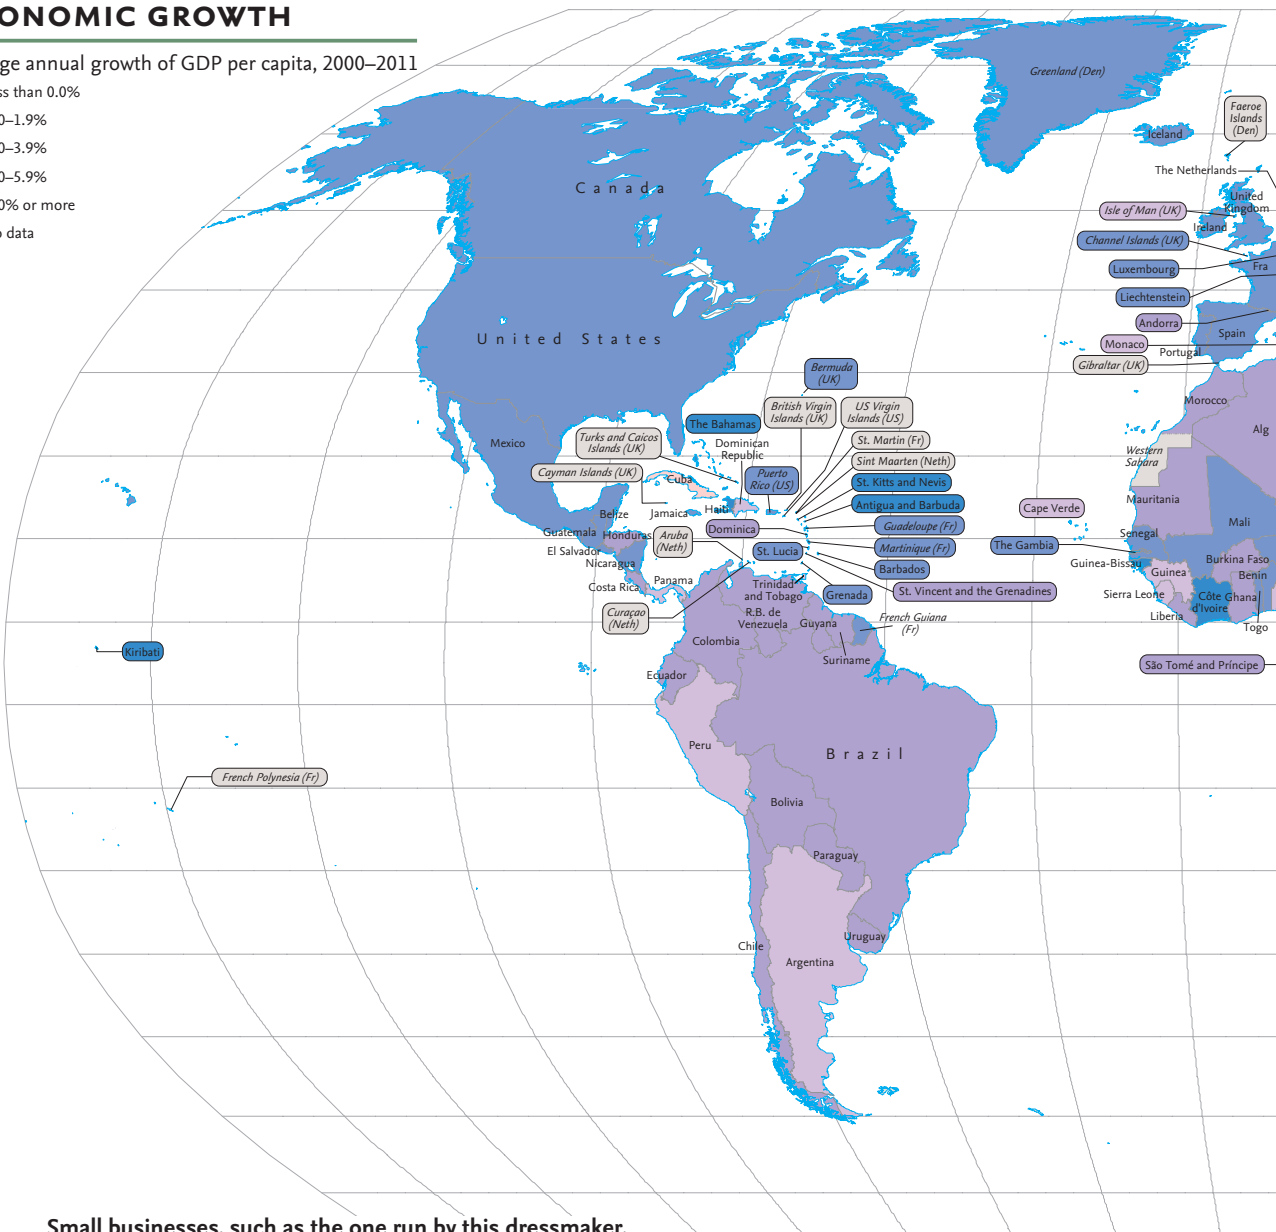 ONOMIC GROWTH
ge annual growth of GDP per capita, 2000–2011
ss than 0.0%
0–1.9%
0–3.9%
0–5.9%
0% or more
o data
Greenland (Den)
Faeroe
Islands
(Den)
Iceland
The Netherlands
Canada
United
Kingdom
Isle of Man (UK)
Ireland
Channel Islands (UK)
Luxembourg
Fra
Liechtenstein
Andorra
Spain
United States
Monaco
Portugal
Gibraltar (UK)
Bermuda
(UK)
British Virgin
Islands (UK)
US Virgin
Islands (US)
Morocco
The Bahamas
Alg
Mexico
Turks and Caicos
Islands (UK)
Dominican
Republic
St. Martin (Fr)
Sint Maarten (Neth)
Western
Sahara
Cayman Islands (UK)
Cuba
Puerto
Rico (US)
St. Kitts and Nevis
Antigua and Barbuda
Mauritania
Cape Verde
Belize
Jamaica
Haiti
Guadeloupe (Fr)
Mali
Guatemala
Honduras
Dominica
Senegal
Aruba
(Neth)
El Salvador
St. Lucia
Martinique (Fr)
The Gambia
Nicaragua
Barbados
Guinea-Bissau
Burkina Faso
Guinea
Benin
Costa Rica
Panama
Trinidad
and Tobago
Grenada
St. Vincent and the Grenadines
Sierra Leone
Côte
d'Ivoire
Ghana
Curaçao
(Neth)
R.B. de
Venezuela
Guyana
French Guiana
(Fr)
Liberia
Togo
Colombia
Suriname
Kiribati
São Tomé and Príncipe
Ecuador
Peru
Brazil
French Polynesia (Fr)
Bolivia
Paraguay
Chile
Uruguay
Argentina
Small businesses, such as the one run by this dressmaker,